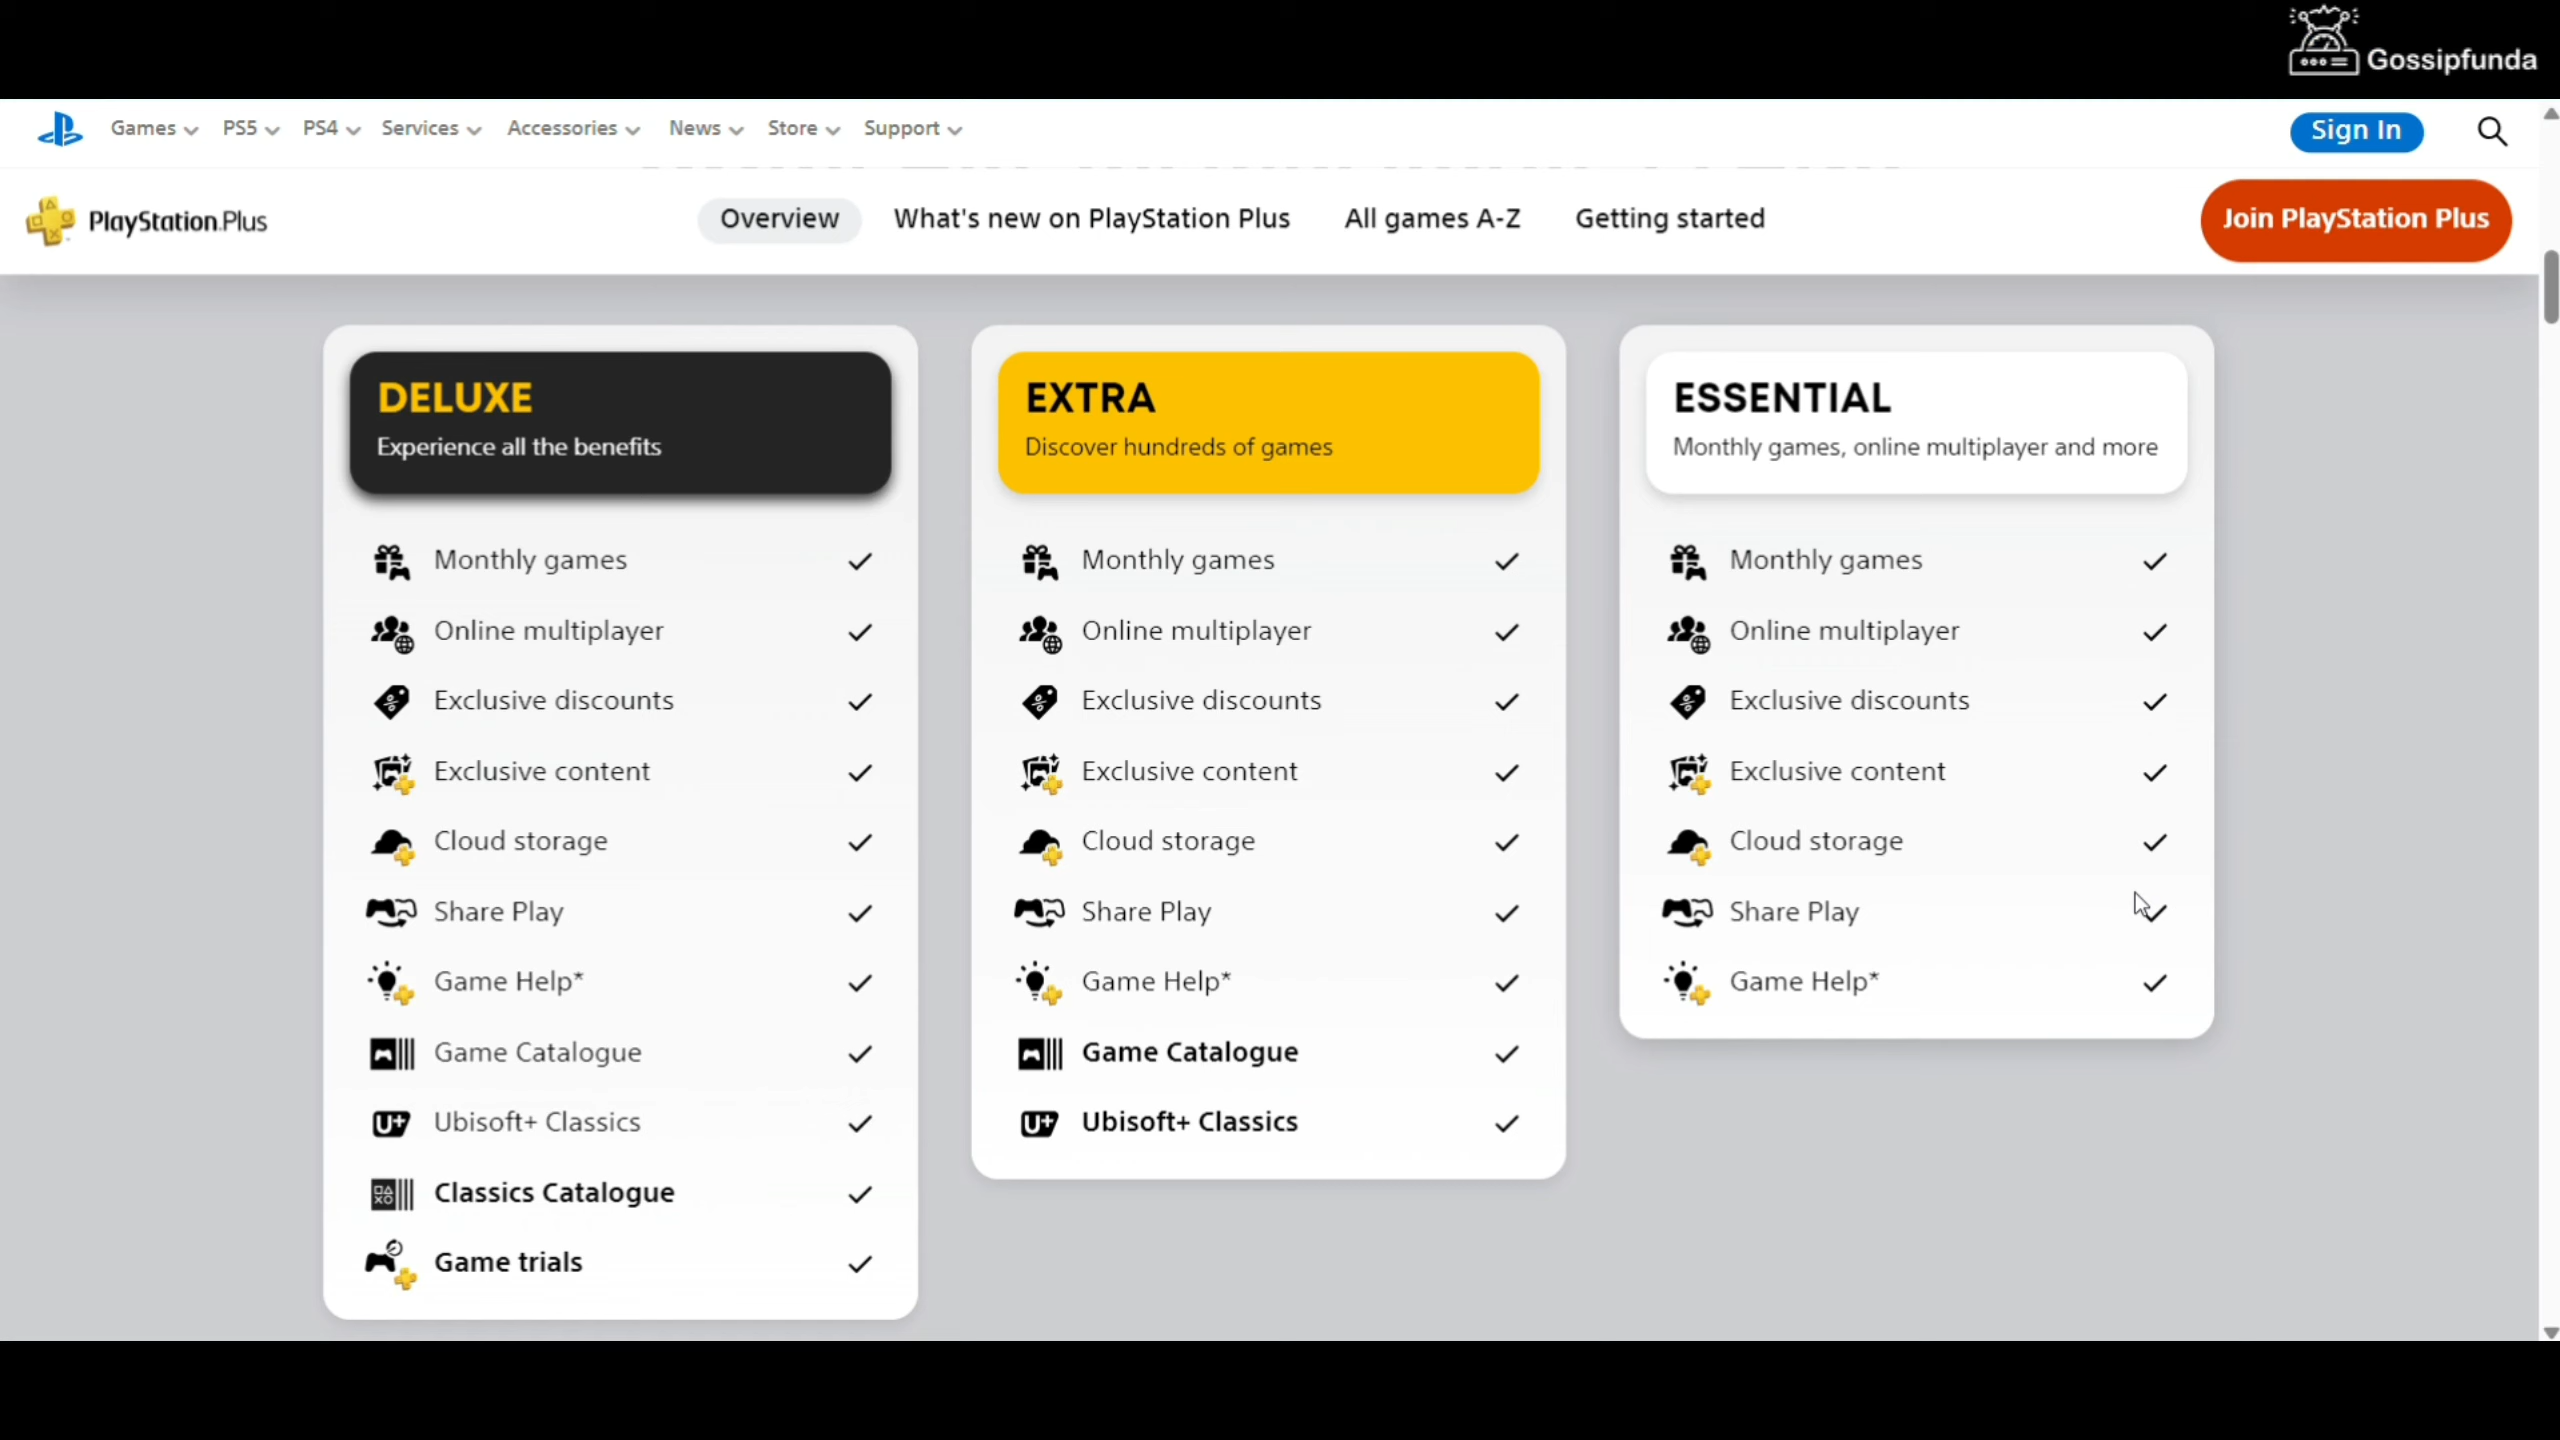 Gossipfunda
Games PS5 PS4 Services Accessories News Store Support
Sign In
PlayStation.Plus
Overview What's new on PlayStation Plus All games A-Z Getting started
Join PlayStation Plus
DELUXE
Experience all the benefits
Monthly games
Online multiplayer
Exclusive discounts
Exclusive content
Cloud storage
Share Play
Game Help*
Game Catalogue
Ubisoft+ Classics
Classics Catalogue
Game trials
EXTRA
Discover hundreds of games
Monthly games
Online multiplayer
Exclusive discounts
Exclusive content
Cloud storage
Share Play
Game Help*
Game Catalogue
Ubisoft+ Classics
ESSENTIAL
Monthly games, online multiplayer and more
Monthly games
Online multiplayer
Exclusive discounts
Exclusive content
Cloud storage
Share Play
Game Help*